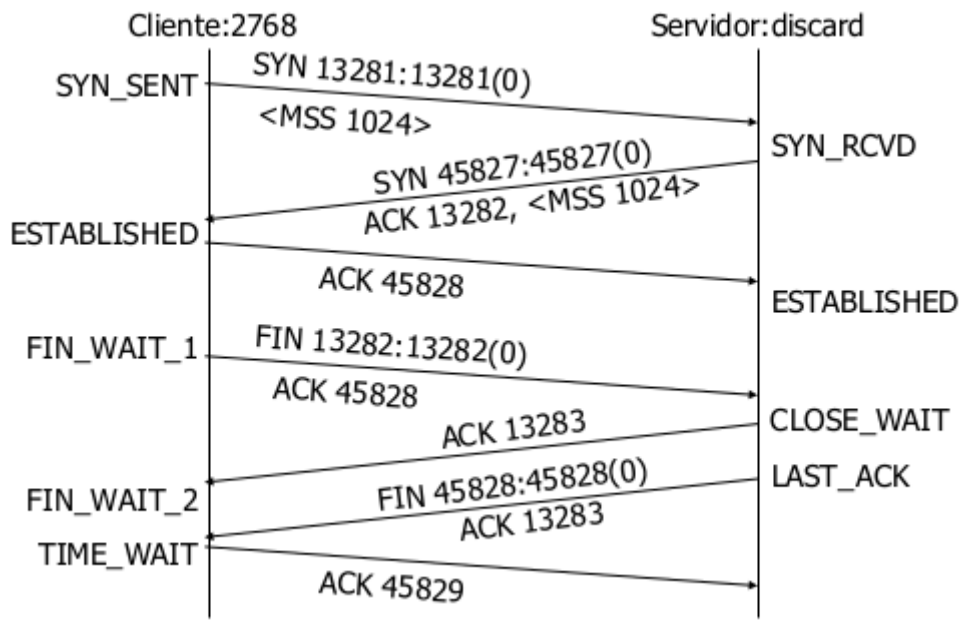 Cliente:2768
Servidor:discard
SYN_SENT
SYN 13281:13281(0)
<MSS 1024>
SYN_RCVD
SYN 45827:45827(0)
ACK 13282, <MSS 1024>
ESTABLISHED
ACK 45828
ESTABLISHED
FIN_WAIT_1
FIN 13282:13282(0)
ACK 45828
CLOSE_WAIT
ACK 13283
LAST_ACK
FIN_WAIT_2
FIN 45828:45828(0)
ACK 13283
TIME_WAIT
ACK 45829